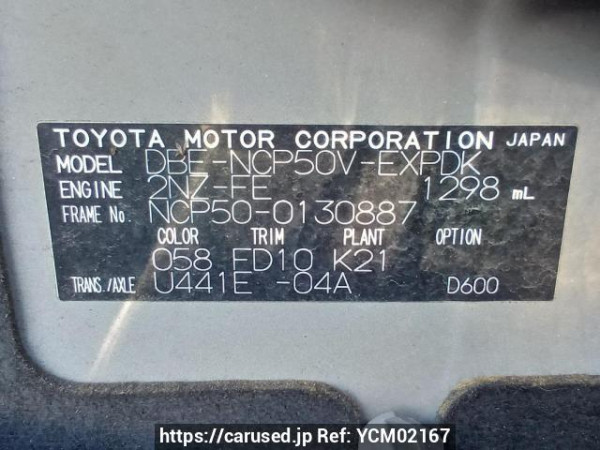 TOYOTA MOTOR CORPORATION JAPAN
MODEL DBE-NCP50V-EXPDK
ENGINE 2NZ-FE 1298 mL
FRAME No. NCP50-0130887
COLOR TRIM PLANT OPTION
058 FD10 K21
TRANS./AXLE U441E -04A D600
https://carused.jp Ref: YCM02167